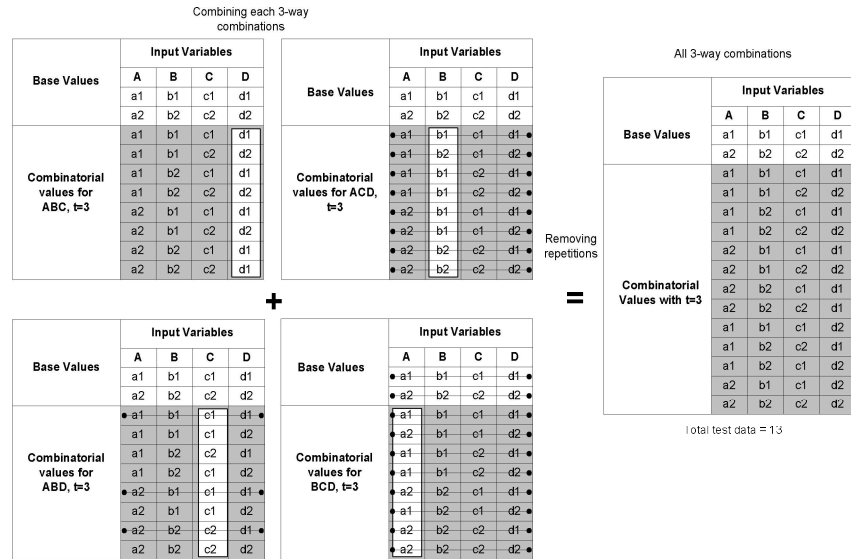 Combining each 3-way
combinations
Input Variables
Base Values
A B C D
a1 b1 c1 d1
a2 b2 c2 d2
Combinatorial
values for
ABC, t=3
a1 b1 c1 d1
a1 b1 c2 d2
a1 b2 c1 d1
a1 b2 c2 d2
a2 b1 c1 d1
a2 b1 c2 d2
a2 b2 c1 d1
a2 b2 c2 d1
Input Variables
Base Values
A B C D
a1 b1 c1 d1
a2 b2 c2 d2
Combinatorial
values for ACD,
t=3
a1 b1 c1 d1
a1 b2 c1 d2
a1 b1 c2 d1
a1 b1 c2 d2
a2 b1 c1 d1
a2 b1 c1 d2
a2 b2 c2 d1
a2 b2 c2 d2
+
Input Variables
Base Values
A B C D
a1 b1 c1 d1
a2 b2 c2 d2
Combinatorial
values for
ABD, t=3
a1 b1 c1 d1
a1 b1 c1 d2
a1 b2 c2 d1
a1 b2 c1 d2
a2 b1 c1 d1
a2 b1 c1 d2
a2 b2 c2 d1
a2 b2 c2 d2
Input Variables
Base Values
A B C D
a1 b1 c1 d1
a2 b2 c2 d2
Combinatorial
values for
BCD, t=3
a1 b1 c1 d1
a2 b1 c1 d2
a1 b1 c2 d1
a1 b1 c2 d2
a2 b2 c1 d1
a2 b2 c1 d2
a2 b2 c2 d1
a2 b2 c2 d2
Removing
repetitions
=
All 3-way combinations
Input Variables
Base Values
A B C D
a1 b1 c1 d1
a2 b2 c2 d2
Combinatorial
Values with t=3
a1 b1 c1 d1
a1 b1 c2 d2
a1 b2 c1 d1
a1 b2 c2 d2
a2 b1 c1 d1
a2 b1 c2 d2
a2 b2 c1 d1
a2 b2 c2 d1
a1 b1 c1 d2
a1 b2 c2 d1
a1 b2 c1 d2
a2 b1 c1 d2
a2 b2 c2 d2
Total test data = 13